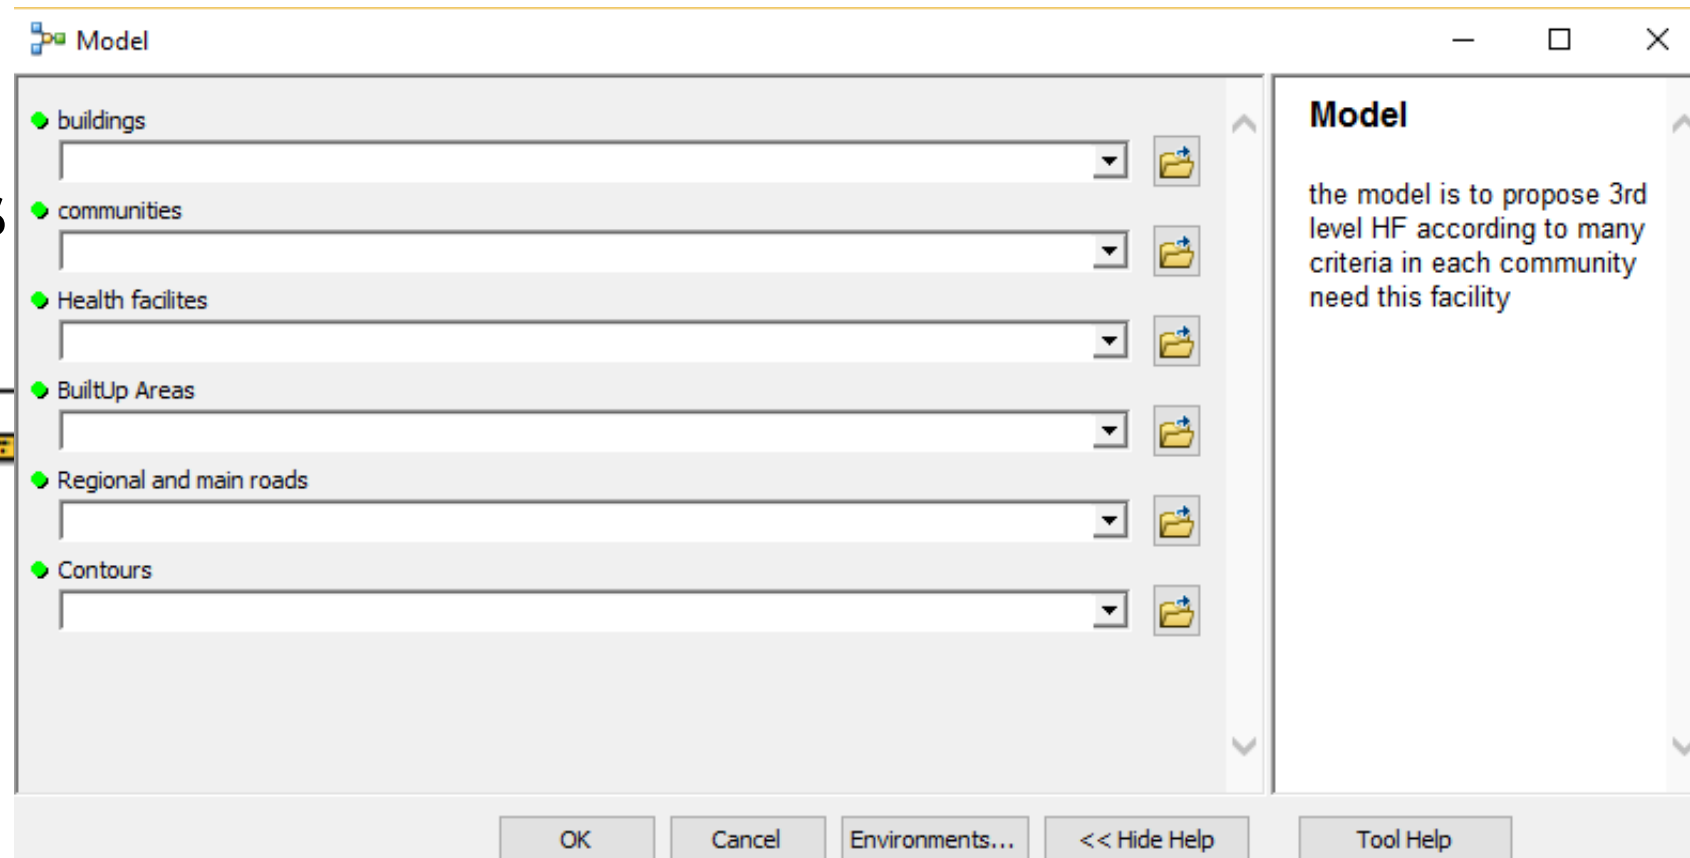 Model
buildings
communities
Health facilites
BuiltUp Areas
Regional and main roads
Contours
Model
the model is to propose 3rd
level HF according to many
criteria in each community
need this facility
OK
Cancel
Environments...
<< Hide Help
Tool Help